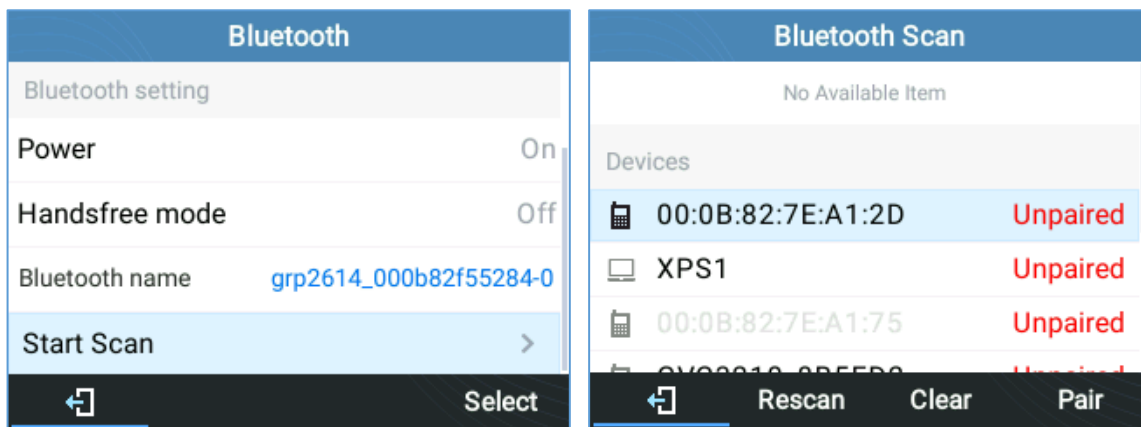 Bluetooth
Bluetooth setting
Power On
Handsfree mode Off
Bluetooth name grp2614_000b82f55284-0
Start Scan
Select
Bluetooth Scan
No Available Item
Devices
00:0B:82:7E:A1:2D Unpaired
XPS1 Unpaired
00:0B:82:7E:A1:75 Unpaired
Rescan Clear Pair